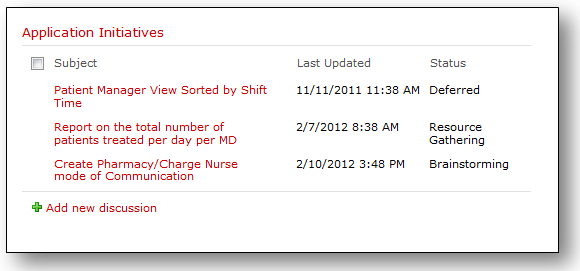 Application Initiatives
Subject Last Updated Status
Patient Manager View Sorted by Shift 11/11/2011 11:38 AM Deferred
Time
Report on the total number of 2/7/2012 8:38 AM Resource
patients treated per day per MD Gathering
Create Pharmacy/Charge Nurse 2/10/2012 3:48 PM Brainstorming
mode of Communication
Add new discussion